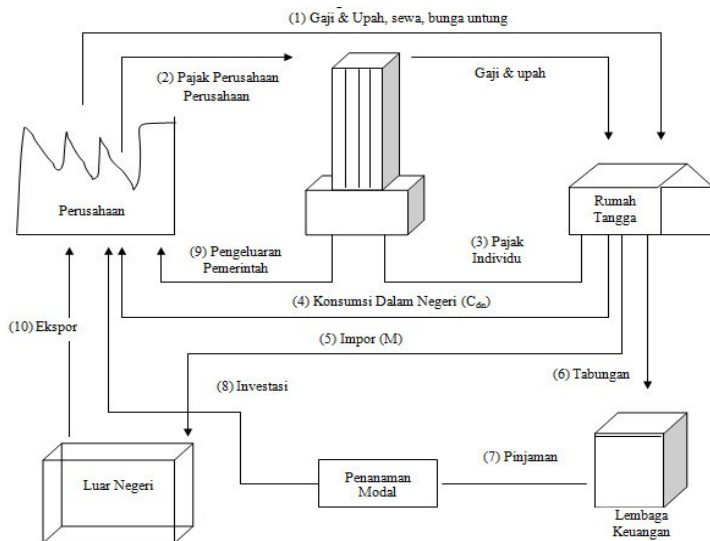 (1) Gaji & Upah, sewa, bunga untung
(2) Pajak Perusahaan
Perusahaan
Gaji & upah
Perusahaan
Rumah
Tangga
(9) Pengeluaran
Pemerintah
(3) Pajak
Individu
(4) Konsumsi Dalam Negeri (Cdn)
(10) Ekspor
(5) Impor (M)
(8) Investasi
(6) Tabungan
Luar Negeri
Penanaman
Modal
(7) Pinjaman
Lembaga
Keuangan